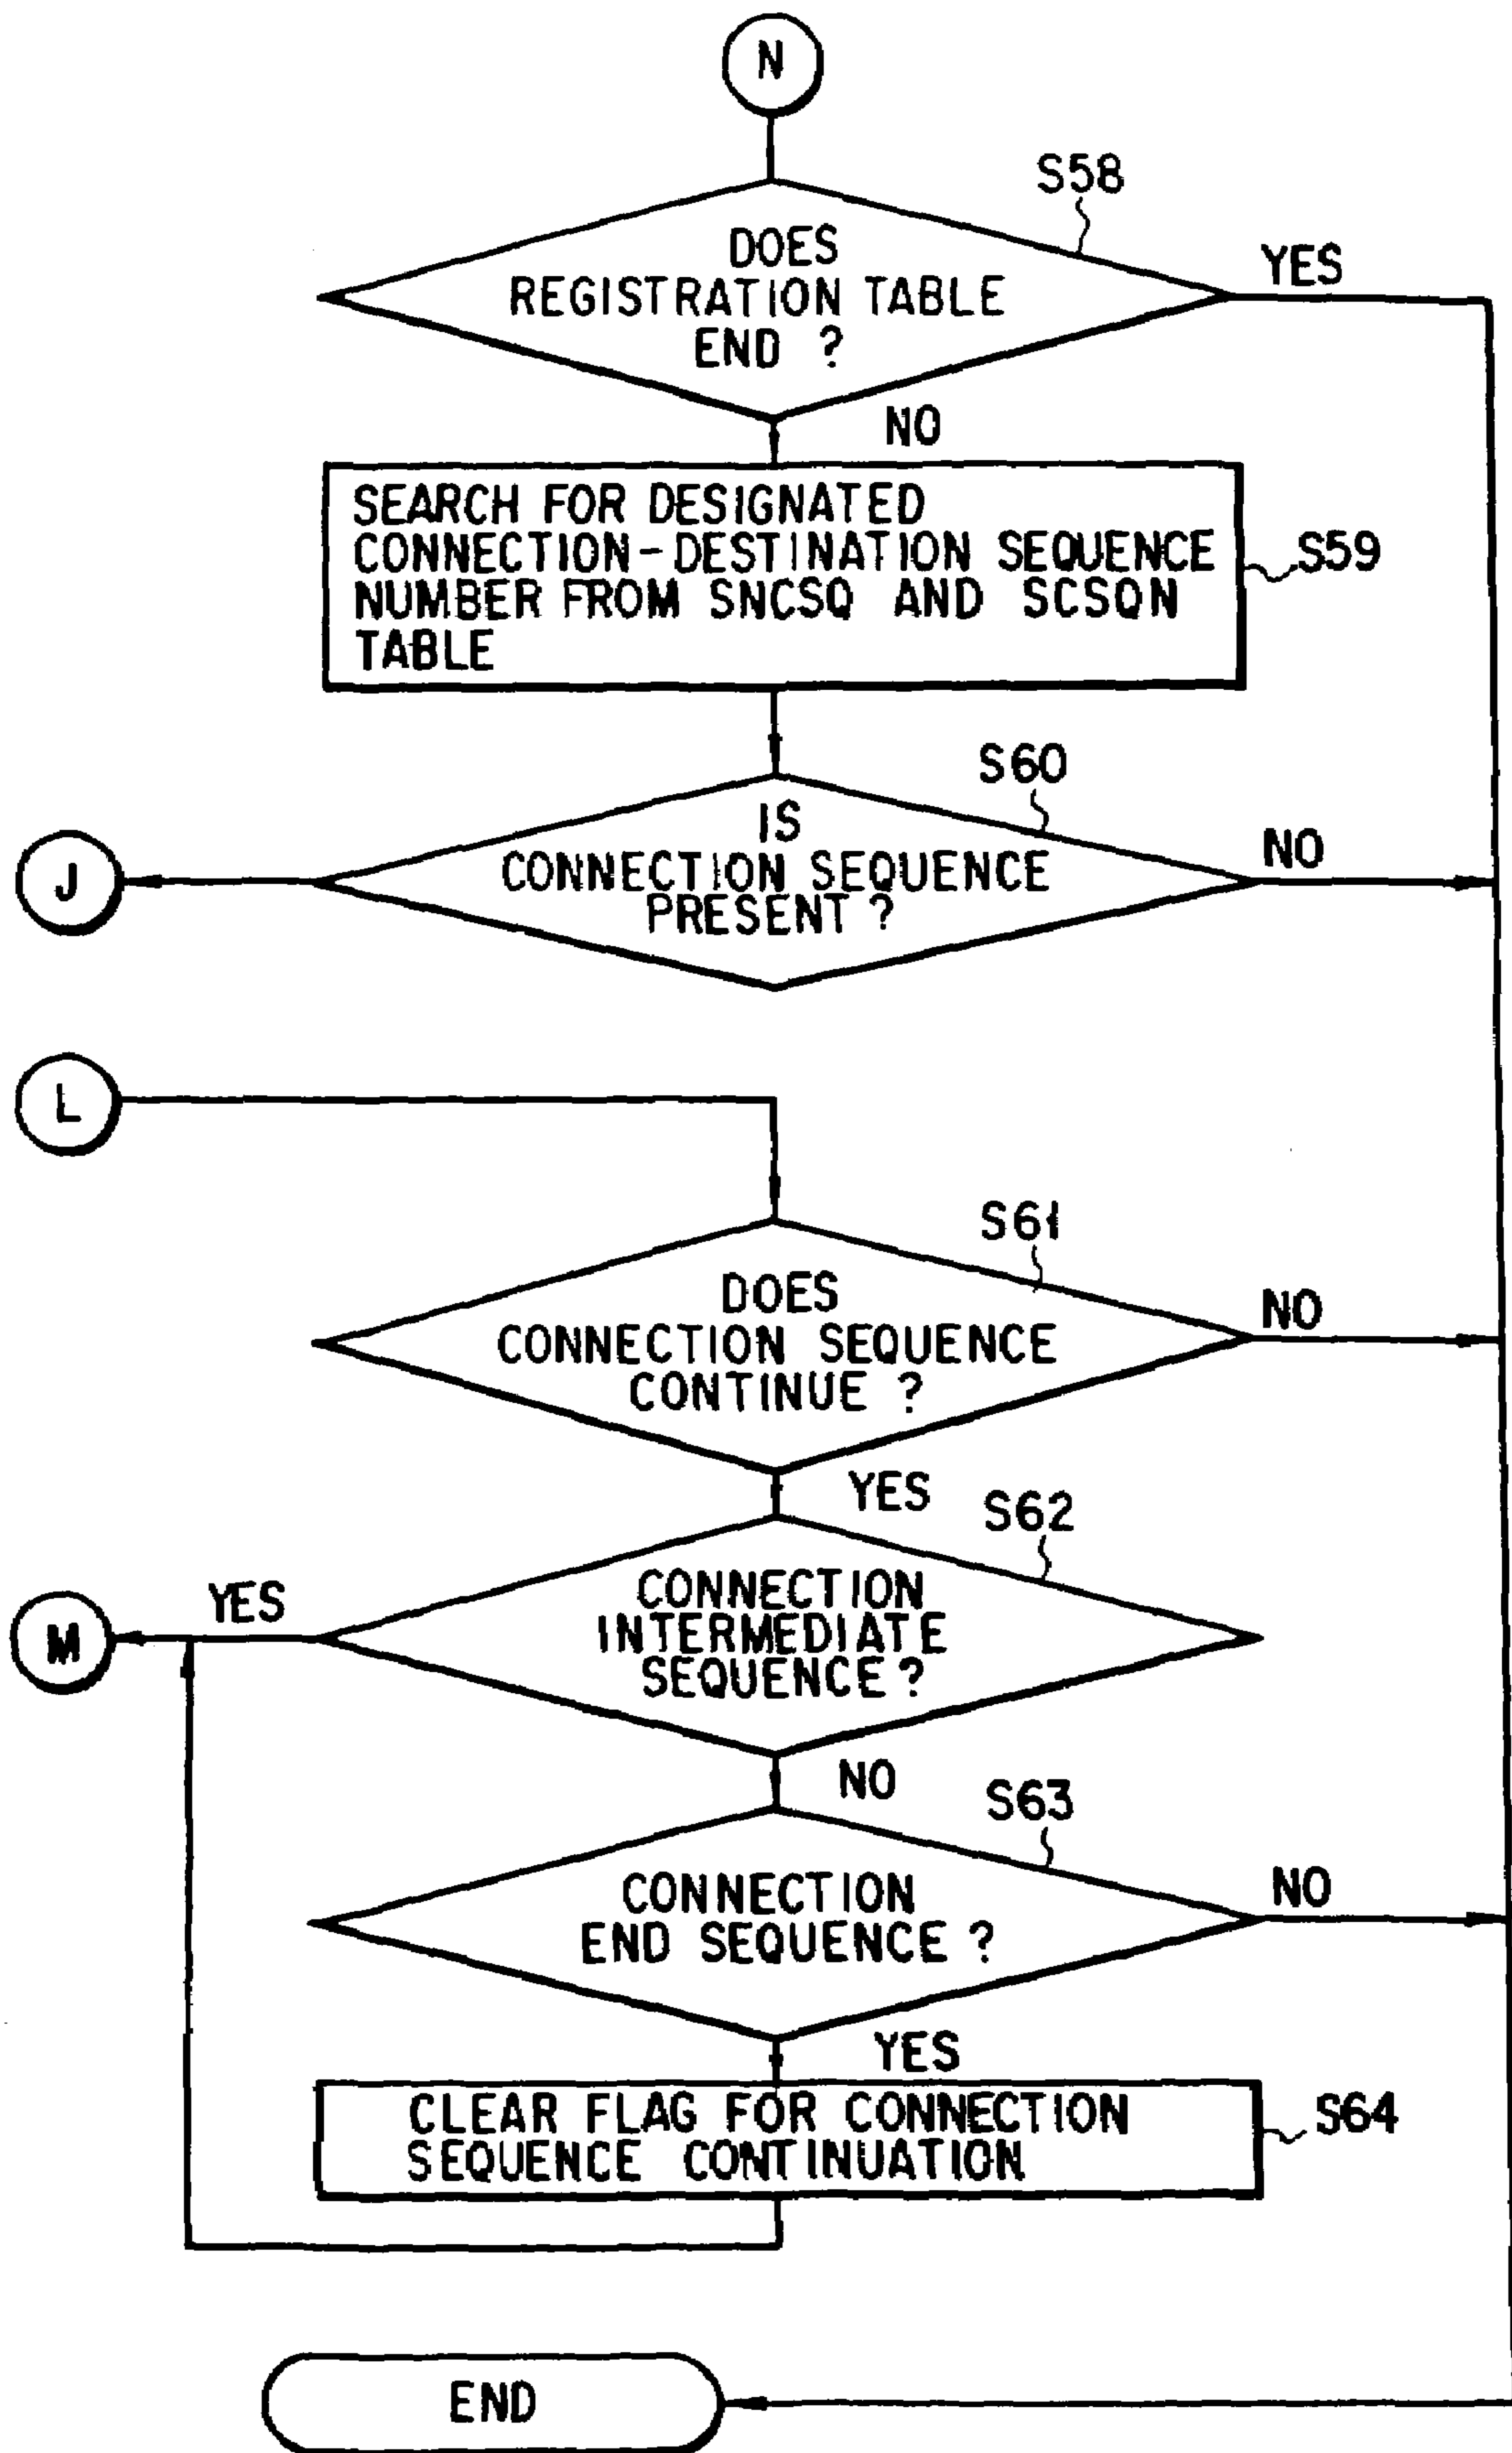 N
S58
DOES
REGISTRATION TABLE
END ?
YES
NO
SEARCH FOR DESIGNATED
CONNECTION-DESTINATION SEQUENCE
NUMBER FROM SNCSQ AND SCSQN
TABLE
S59
S60
IS
CONNECTION SEQUENCE
PRESENT ?
NO
J
L
S61
DOES
CONNECTION SEQUENCE
CONTINUE ?
NO
YES
S62
CONNECTION
INTERMEDIATE
SEQUENCE ?
YES
M
NO
S63
CONNECTION
END SEQUENCE ?
NO
YES
CLEAR FLAG FOR CONNECTION
SEQUENCE CONTINUATION
S64
END